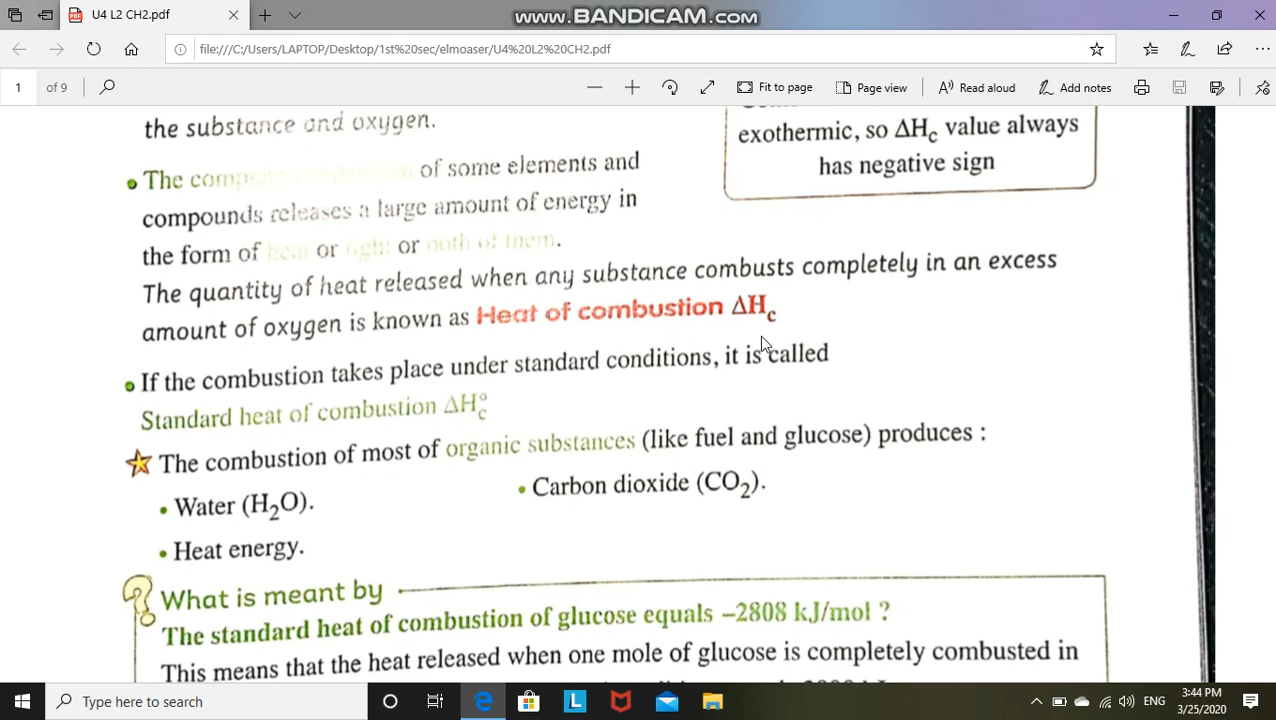 U4 L2 CH2.pdf
www.BANDICAM.com
file:///C:/Users/LAPTOP/Desktop/1st%20sec/elmoaser/U4%20L2%20CH2.pdf
1 of 9
Fit to page
Page view
Read aloud
Add notes
the substance and oxygen.
exothermic, so ΔHc value always
has negative sign
• The of some elements and
compounds releases a large amount of energy in
the form of heat or light or both of them.
The quantity of heat released when any substance combusts completely in an excess
amount of oxygen is known as Heat of combustion ΔHc
• If the combustion takes place under standard conditions, it is called
Standard heat of combustion ΔH°c
The combustion of most of organic substances (like fuel and glucose) produces :
• Water (H₂O).
• Carbon dioxide (CO₂).
• Heat energy.
? What is meant by
The standard heat of combustion of glucose equals –2808 kJ/mol ?
This means that the heat released when one mole of glucose is completely combusted in
Type here to search
ENG
3:44 PM
3/25/2020